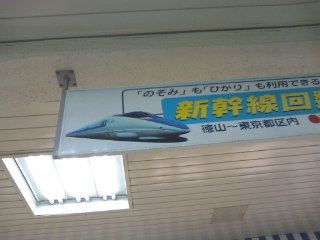 「のぞみ」も「ひかり」も利用できる
新幹線回数
徳山〜東京都区内